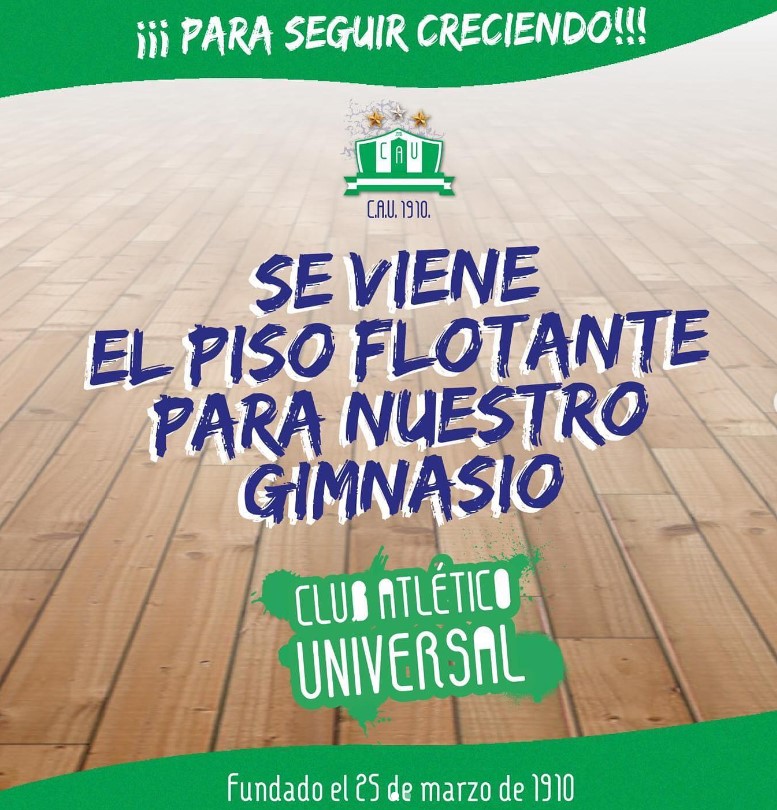 ¡¡¡ PARA SEGUIR CRECIENDO!!!
C A U
C.A.U. 1910.
SE VIENE
EL PISO FLOTANTE
PARA NUESTRO
GIMNASIO
CLUB ATLÉTICO
UNIVERSAL
Fundado el 25 de marzo de 1910